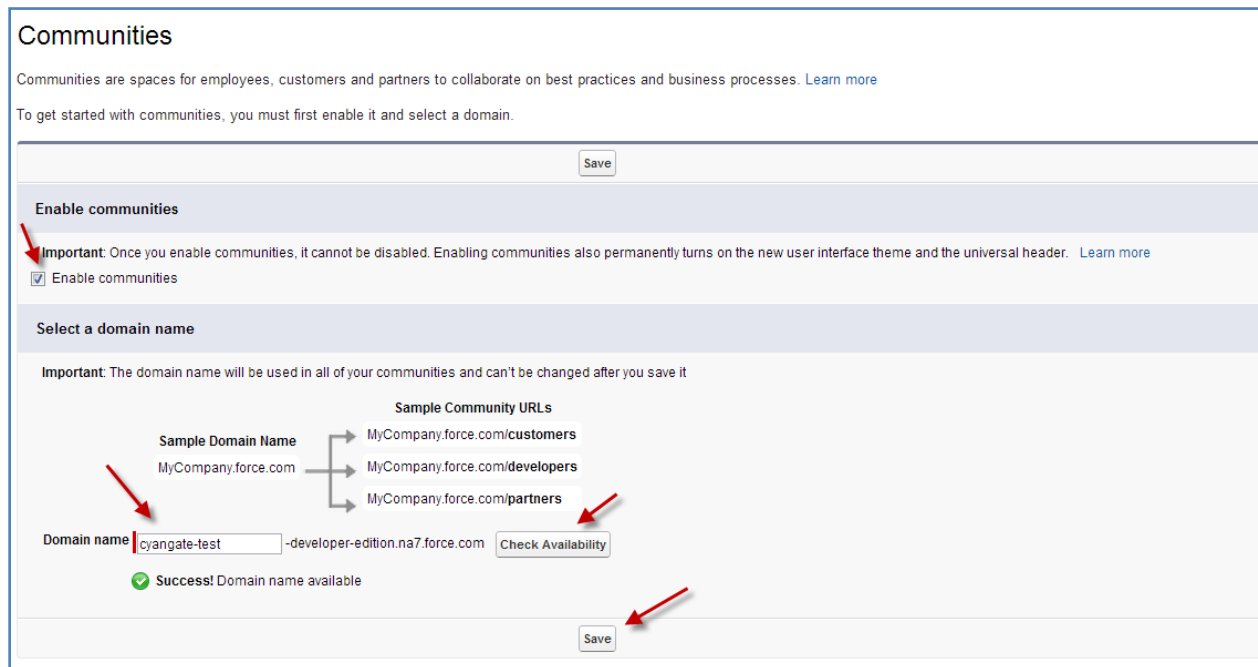 Communities
Communities are spaces for employees, customers and partners to collaborate on best practices and business processes. Learn more
To get started with communities, you must first enable it and select a domain.
Save
Enable communities
Important: Once you enable communities, it cannot be disabled. Enabling communities also permanently turns on the new user interface theme and the universal header. Learn more
Enable communities
Select a domain name
Important: The domain name will be used in all of your communities and can't be changed after you save it
Sample Community URLs
MyCompany.force.com/customers
Sample Domain Name
MyCompany.force.com
MyCompany.force.com/developers
MyCompany.force.com/partners
Domain name cyangate-test -developer-edition.na7.force.com Check Availability
Success! Domain name available
Save